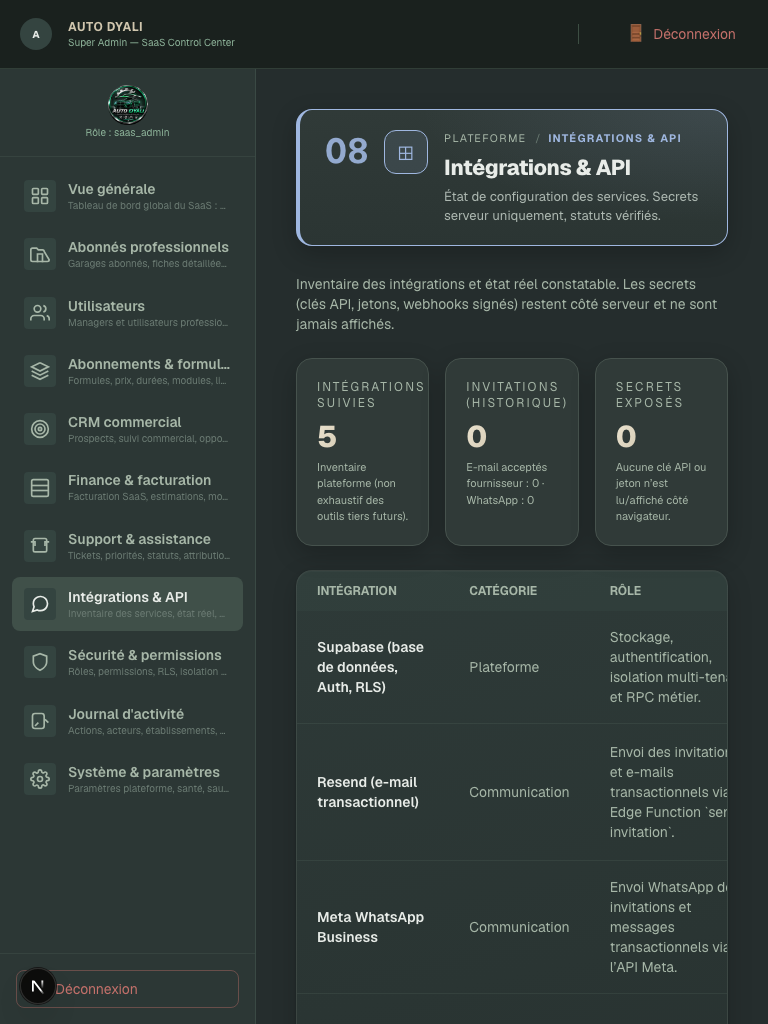 A
AUTO DYALI
Super Admin — SaaS Control Center
Déconnexion
AUTO DYALI
Rôle : saas_admin
Vue générale
Tableau de bord global du SaaS : ...
Abonnés professionnels
Garages abonnés, fiches détaillée...
Utilisateurs
Managers et utilisateurs professio...
Abonnements & formul...
Formules, prix, durées, modules, li...
CRM commercial
Prospects, suivi commercial, oppo...
Finance & facturation
Facturation SaaS, estimations, mo...
Support & assistance
Tickets, priorités, statuts, attributio...
Intégrations & API
Inventaire des services, état réel, ...
Sécurité & permissions
Rôles, permissions, RLS, isolation ...
Journal d'activité
Actions, acteurs, établissements, ...
Système & paramètres
Paramètres plateforme, santé, sau...
N
Déconnexion
08
PLATEFORME / INTÉGRATIONS & API
Intégrations & API
État de configuration des services. Secrets
serveur uniquement, statuts vérifiés.
Inventaire des intégrations et état réel constatable. Les secrets
(clés API, jetons, webhooks signés) restent côté serveur et ne sont
jamais affichés.
INTÉGRATIONS
SUIVIES
5
Inventaire
plateforme (non
exhaustif des
outils tiers futurs).
INVITATIONS
(HISTORIQUE)
0
E-mail acceptés
fournisseur : 0 ·
WhatsApp : 0
SECRETS
EXPOSÉS
0
Aucune clé API ou
jeton n'est
lu/affiché côté
navigateur.
INTÉGRATION CATÉGORIE RÔLE
Supabase (base
de données,
Auth, RLS)
Plateforme
Stockage,
authentification,
isolation multi-tena
et RPC métier.
Resend (e-mail
transactionnel)
Communication
Envoi des invitation
et e-mails
transactionnels via
Edge Function `sen
invitation`.
Meta WhatsApp
Business
Communication
Envoi WhatsApp de
invitations et
messages
transactionnels via
l'API Meta.